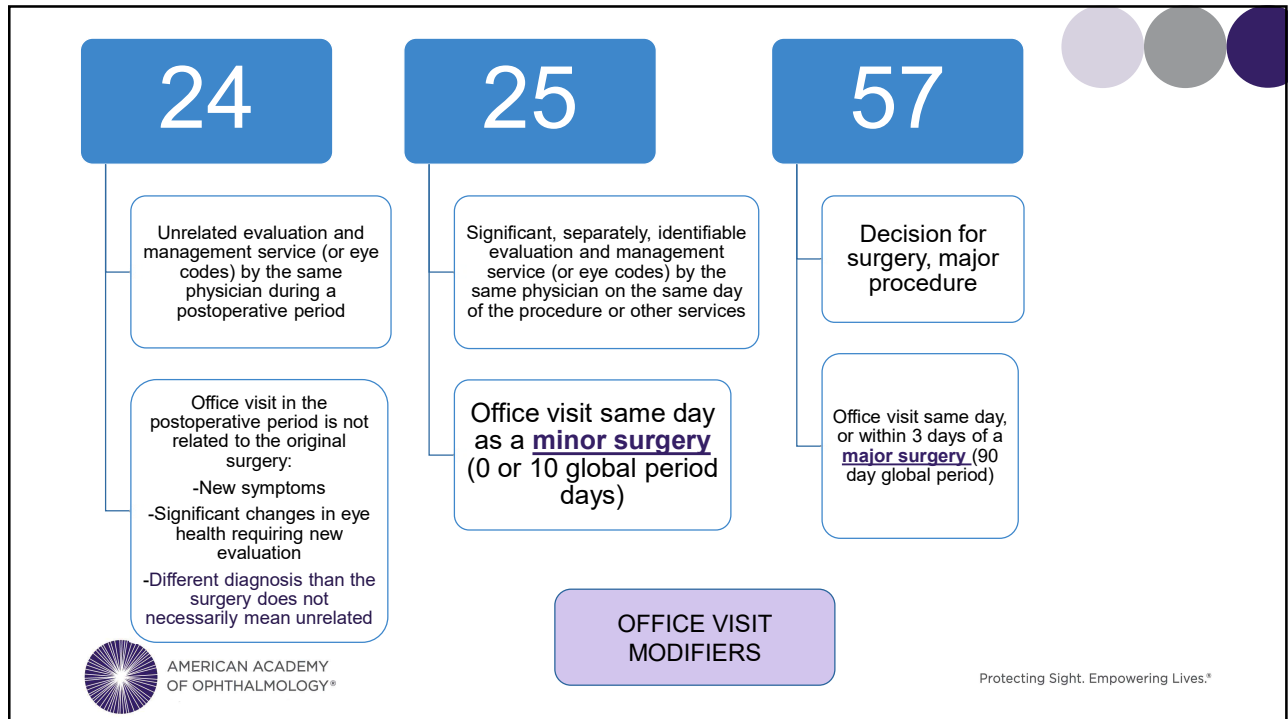 24
Unrelated evaluation and
management service (or eye
codes) by the same
physician during a
postoperative period
Office visit in the
postoperative period is not
related to the original
surgery:
-New symptoms
-Significant changes in eye
health requiring new
evaluation
-Different diagnosis than the
surgery does not
necessarily mean unrelated
25
Significant, separately, identifiable
evaluation and management
service (or eye codes) by the
same physician on the same day
of the procedure or other services
Office visit same day
as a minor surgery
(0 or 10 global period
days)
57
Decision for
surgery, major
procedure
Office visit same day,
or within 3 days of a
major surgery (90
day global period)
OFFICE VISIT
MODIFIERS
AMERICAN ACADEMY
OF OPHTHALMOLOGY®
Protecting Sight. Empowering Lives.®